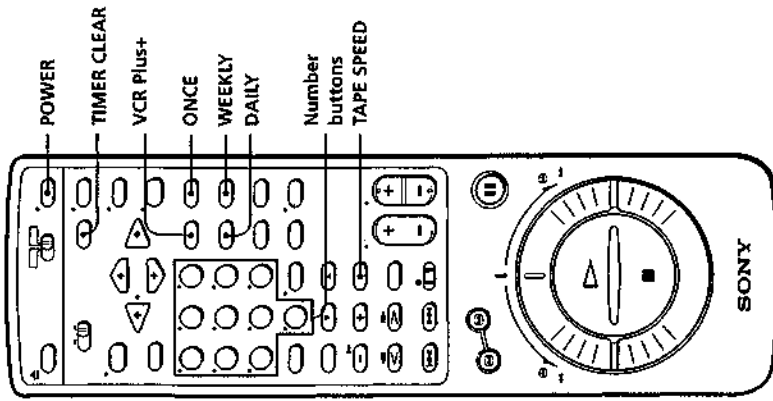 POWER
TIMER CLEAR
VCR Plus+
ONCE
WEEKLY
DAILY
Number
buttons
TAPE SPEED
SONY